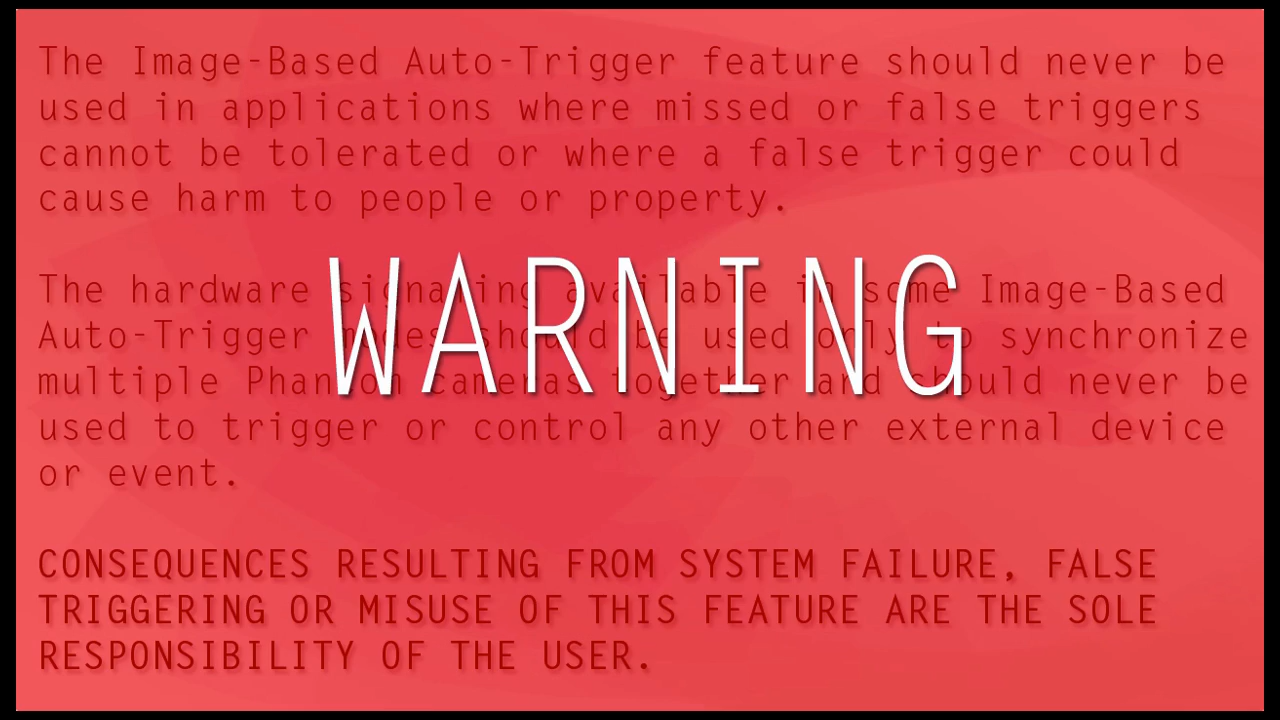 The Image-Based Auto-Trigger feature should never be
used in applications where missed or false triggers
cannot be tolerated or where a false trigger could
cause harm to people or property.
WARNING
The hardware signaling available in some Image-Based
Auto-Trigger modes should be used only to synchronize
multiple Phantom cameras together and should never be
used to trigger or control any other external device
or event.
CONSEQUENCES RESULTING FROM SYSTEM FAILURE, FALSE
TRIGGERING OR MISUSE OF THIS FEATURE ARE THE SOLE
RESPONSIBILITY OF THE USER.